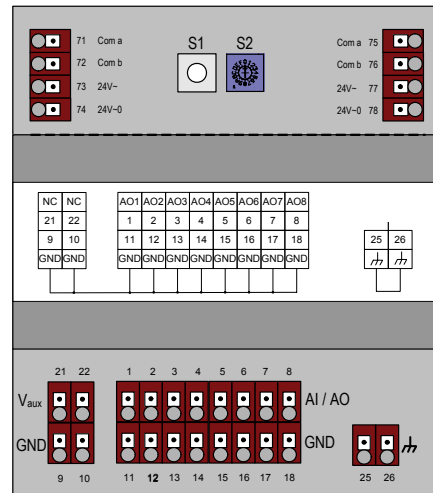 S1 S2
71 Com a
72 Com b
73 24V~
74 24V~0
Com a 75
Com b 76
24V~ 77
24V~0 78
NC NC AO1 AO2 AO3 AO4 AO5 AO6 AO7 AO8
21 22 1 2 3 4 5 6 7 8 25 26
9 10 11 12 13 14 15 16 17 18
GND GND GND GND GND GND GND GND GND GND
21 22 1 2 3 4 5 6 7 8
Vaux AI / AO
GND GND
9 10 11 12 13 14 15 16 17 18 25 26